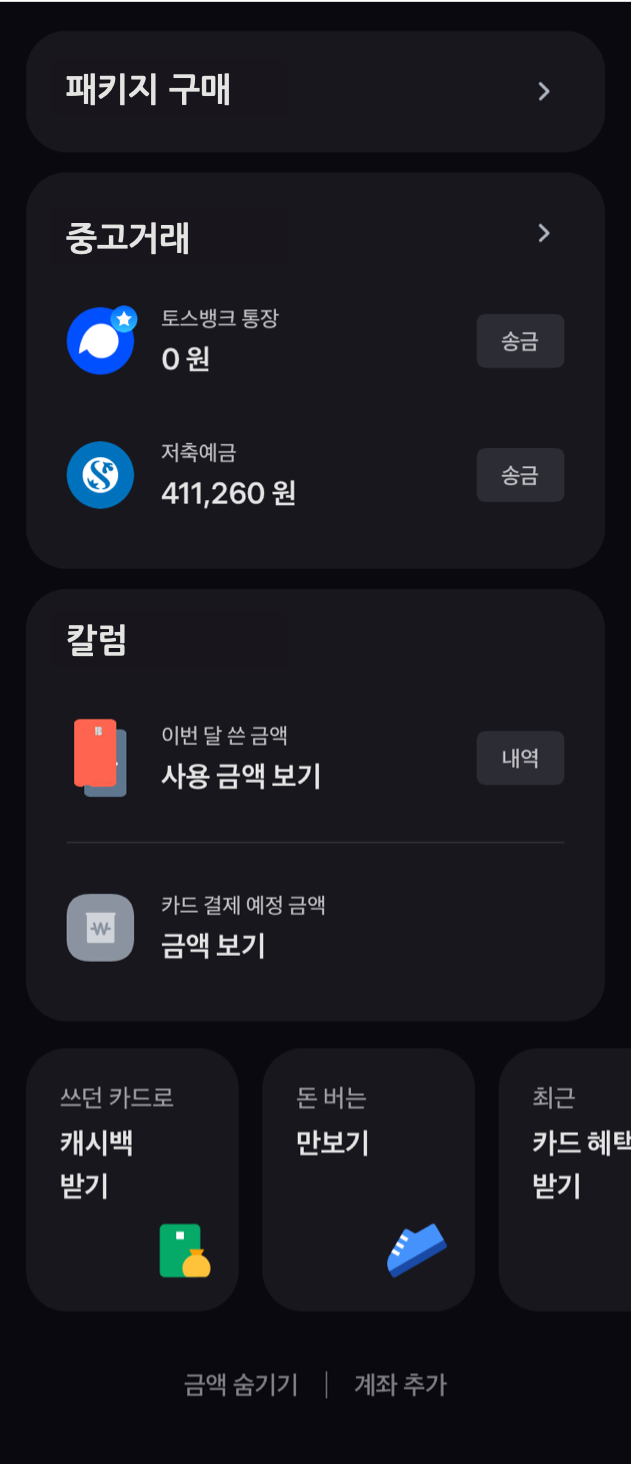 패키지 구매
중고거래
토스뱅크 통장
0 원
송금
저축예금
411,260 원
송금
칼럼
이번 달 쓴 금액
사용 금액 보기
내역
카드 결제 예정 금액
금액 보기
쓰던 카드로
캐시백
받기
돈 버는
만보기
최근
카드 혜택
받기
금액 숨기기 | 계좌 추가